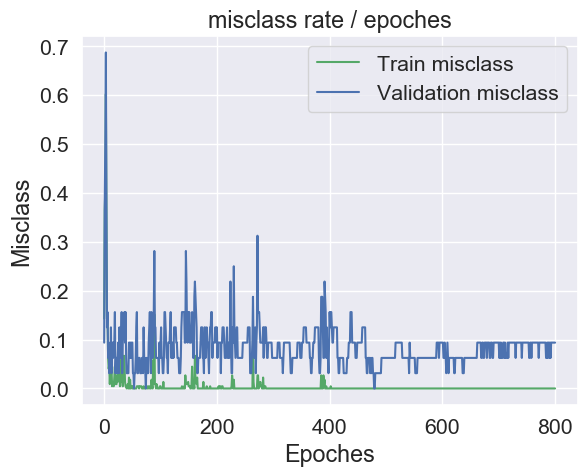 misclass rate / epoches
Train misclass
Validation misclass
Misclass
0.7
0.6
0.5
0.4
0.3
0.2
0.1
0.0
0 200 400 600 800
Epoches